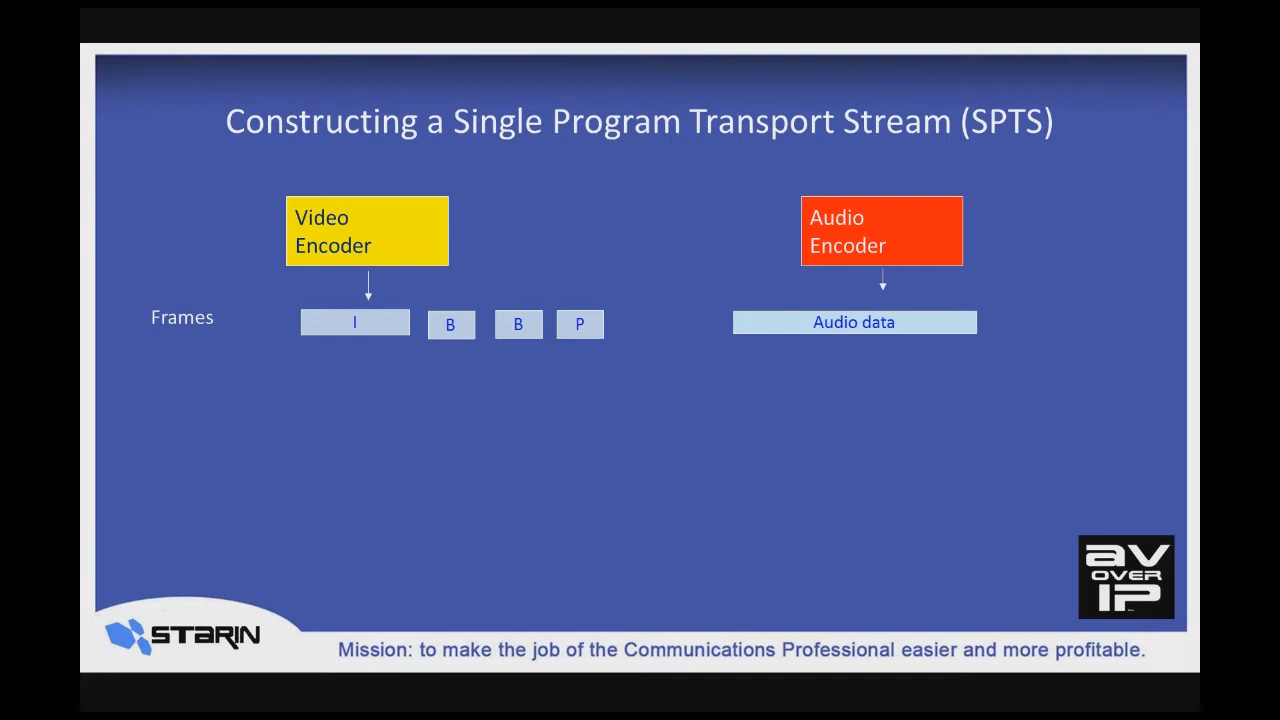 Constructing a Single Program Transport Stream (SPTS)
Video
Encoder
Audio
Encoder
Frames
I
B
B
P
Audio data
av
OVER
IP
STARIN
Mission: to make the job of the Communications Professional easier and more profitable.